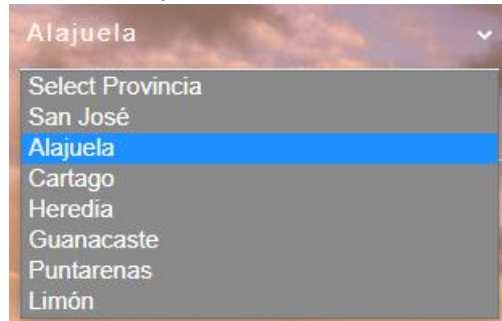 Alajuela
Select Provincia
San José
Alajuela
Cartago
Heredia
Guanacaste
Puntarenas
Limón